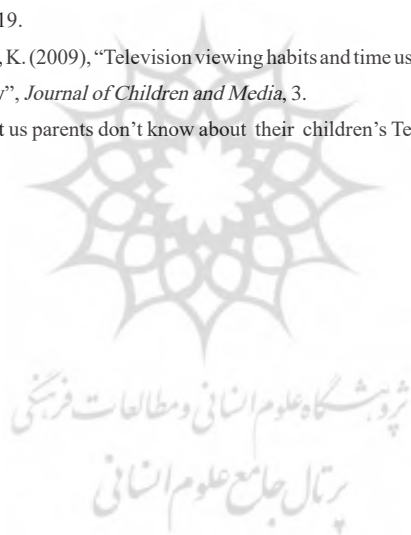 19.
, K. (2009), “Television viewing habits and time us
y”, Journal of Children and Media, 3.
t us parents don’t know about their children’s Te
پژوهشگاه علوم انسانی و مطالعات فرهنگی
پرتال جامع علوم انسانی